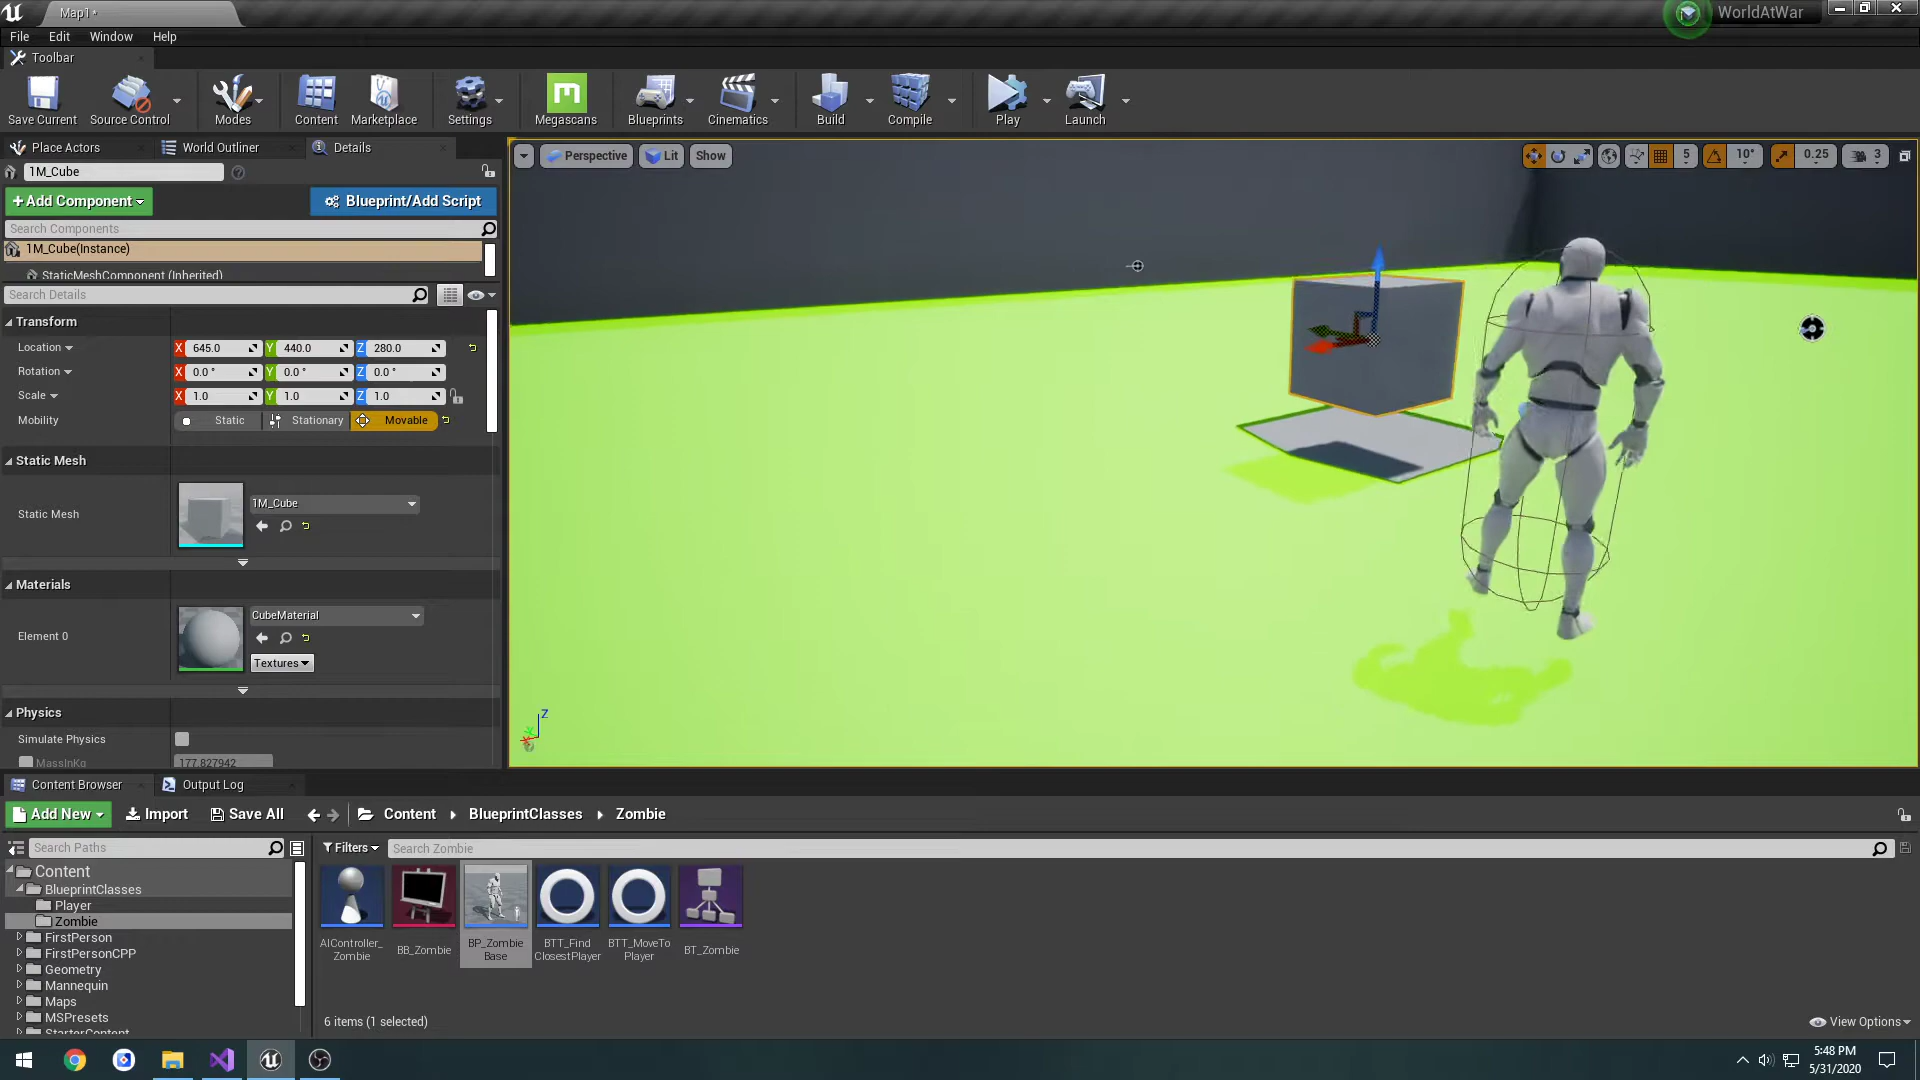 Map1*
WorldAtWar
File Edit Window Help
Toolbar
Save Current Source Control Modes Content Marketplace Settings Megascans Blueprints Cinematics Build Compile Play Launch
Place Actors World Outliner Details
1M_Cube
+Add Component Blueprint/Add Script
Search Components
1M_Cube(Instance)
StaticMeshComponent (Inherited)
Search Details
Transform
Location X 645.0 Y 440.0 Z 280.0
Rotation X 0.0 ° Y 0.0 ° Z 0.0 °
Scale X 1.0 Y 1.0 Z 1.0
Mobility Static Stationary Movable
Static Mesh
Static Mesh 1M_Cube
Materials
Element 0 CubeMaterial
Textures
Physics
Simulate Physics
MassInKg 177.827942
Perspective Lit Show
5 10° 0.25 3
Z
X
Content Browser Output Log
Add New Import Save All Content BlueprintClasses Zombie
Search Paths
Filters Search Zombie
Content
BlueprintClasses
Player
Zombie
FirstPerson
FirstPersonCPP
Geometry
Mannequin
Maps
MSPresets
StarterContent
AIController_
Zombie
BB_Zombie
BP_Zombie
Base
BTT_Find
ClosestPlayer
BTT_MoveTo
Player
BT_Zombie
6 items (1 selected)
View Options
5:48 PM
5/31/2020